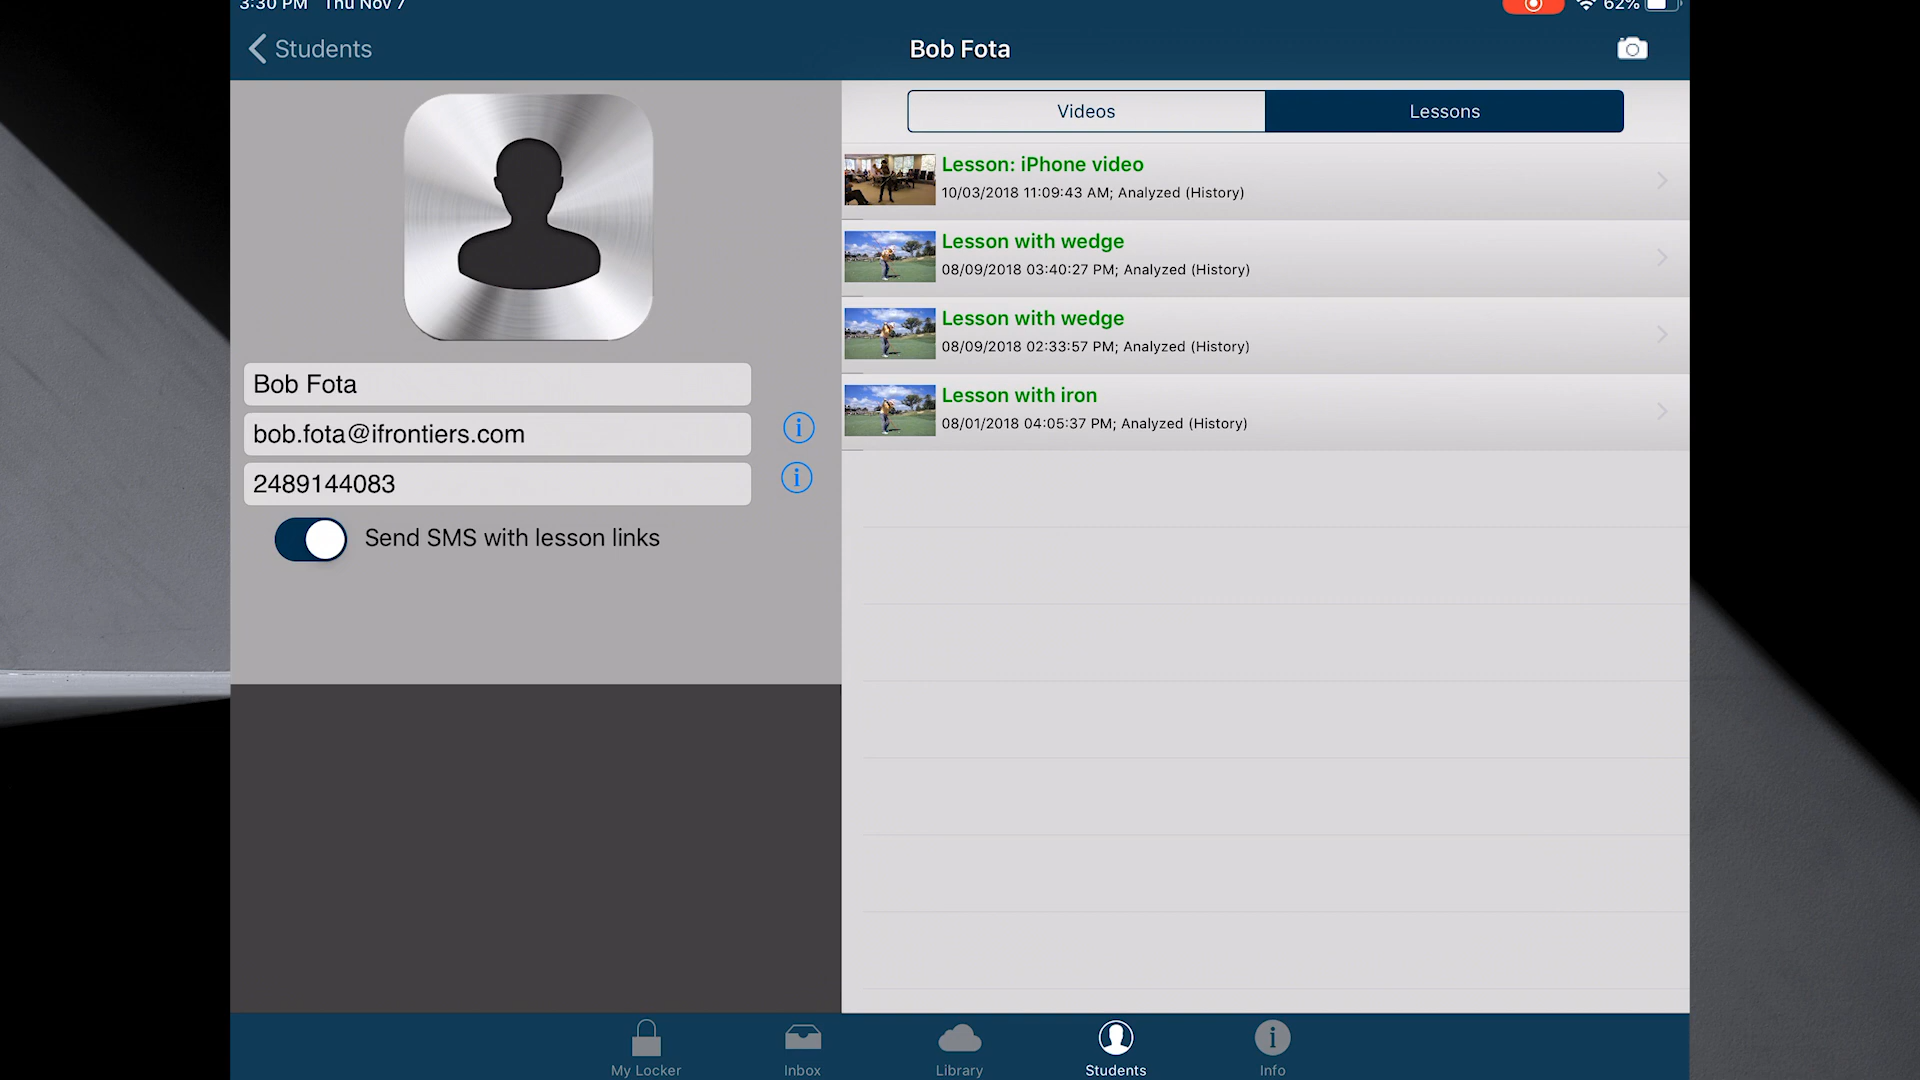 3:30 PM Thu Nov 7
62%
Students
Bob Fota
Videos
Lessons
Lesson: iPhone video
10/03/2018 11:09:43 AM; Analyzed (History)
Lesson with wedge
08/09/2018 03:40:27 PM; Analyzed (History)
Lesson with wedge
08/09/2018 02:33:57 PM; Analyzed (History)
Lesson with iron
08/01/2018 04:05:37 PM; Analyzed (History)
Bob Fota
bob.fota@ifrontiers.com
2489144083
Send SMS with lesson links
My Locker
Inbox
Library
Students
Info